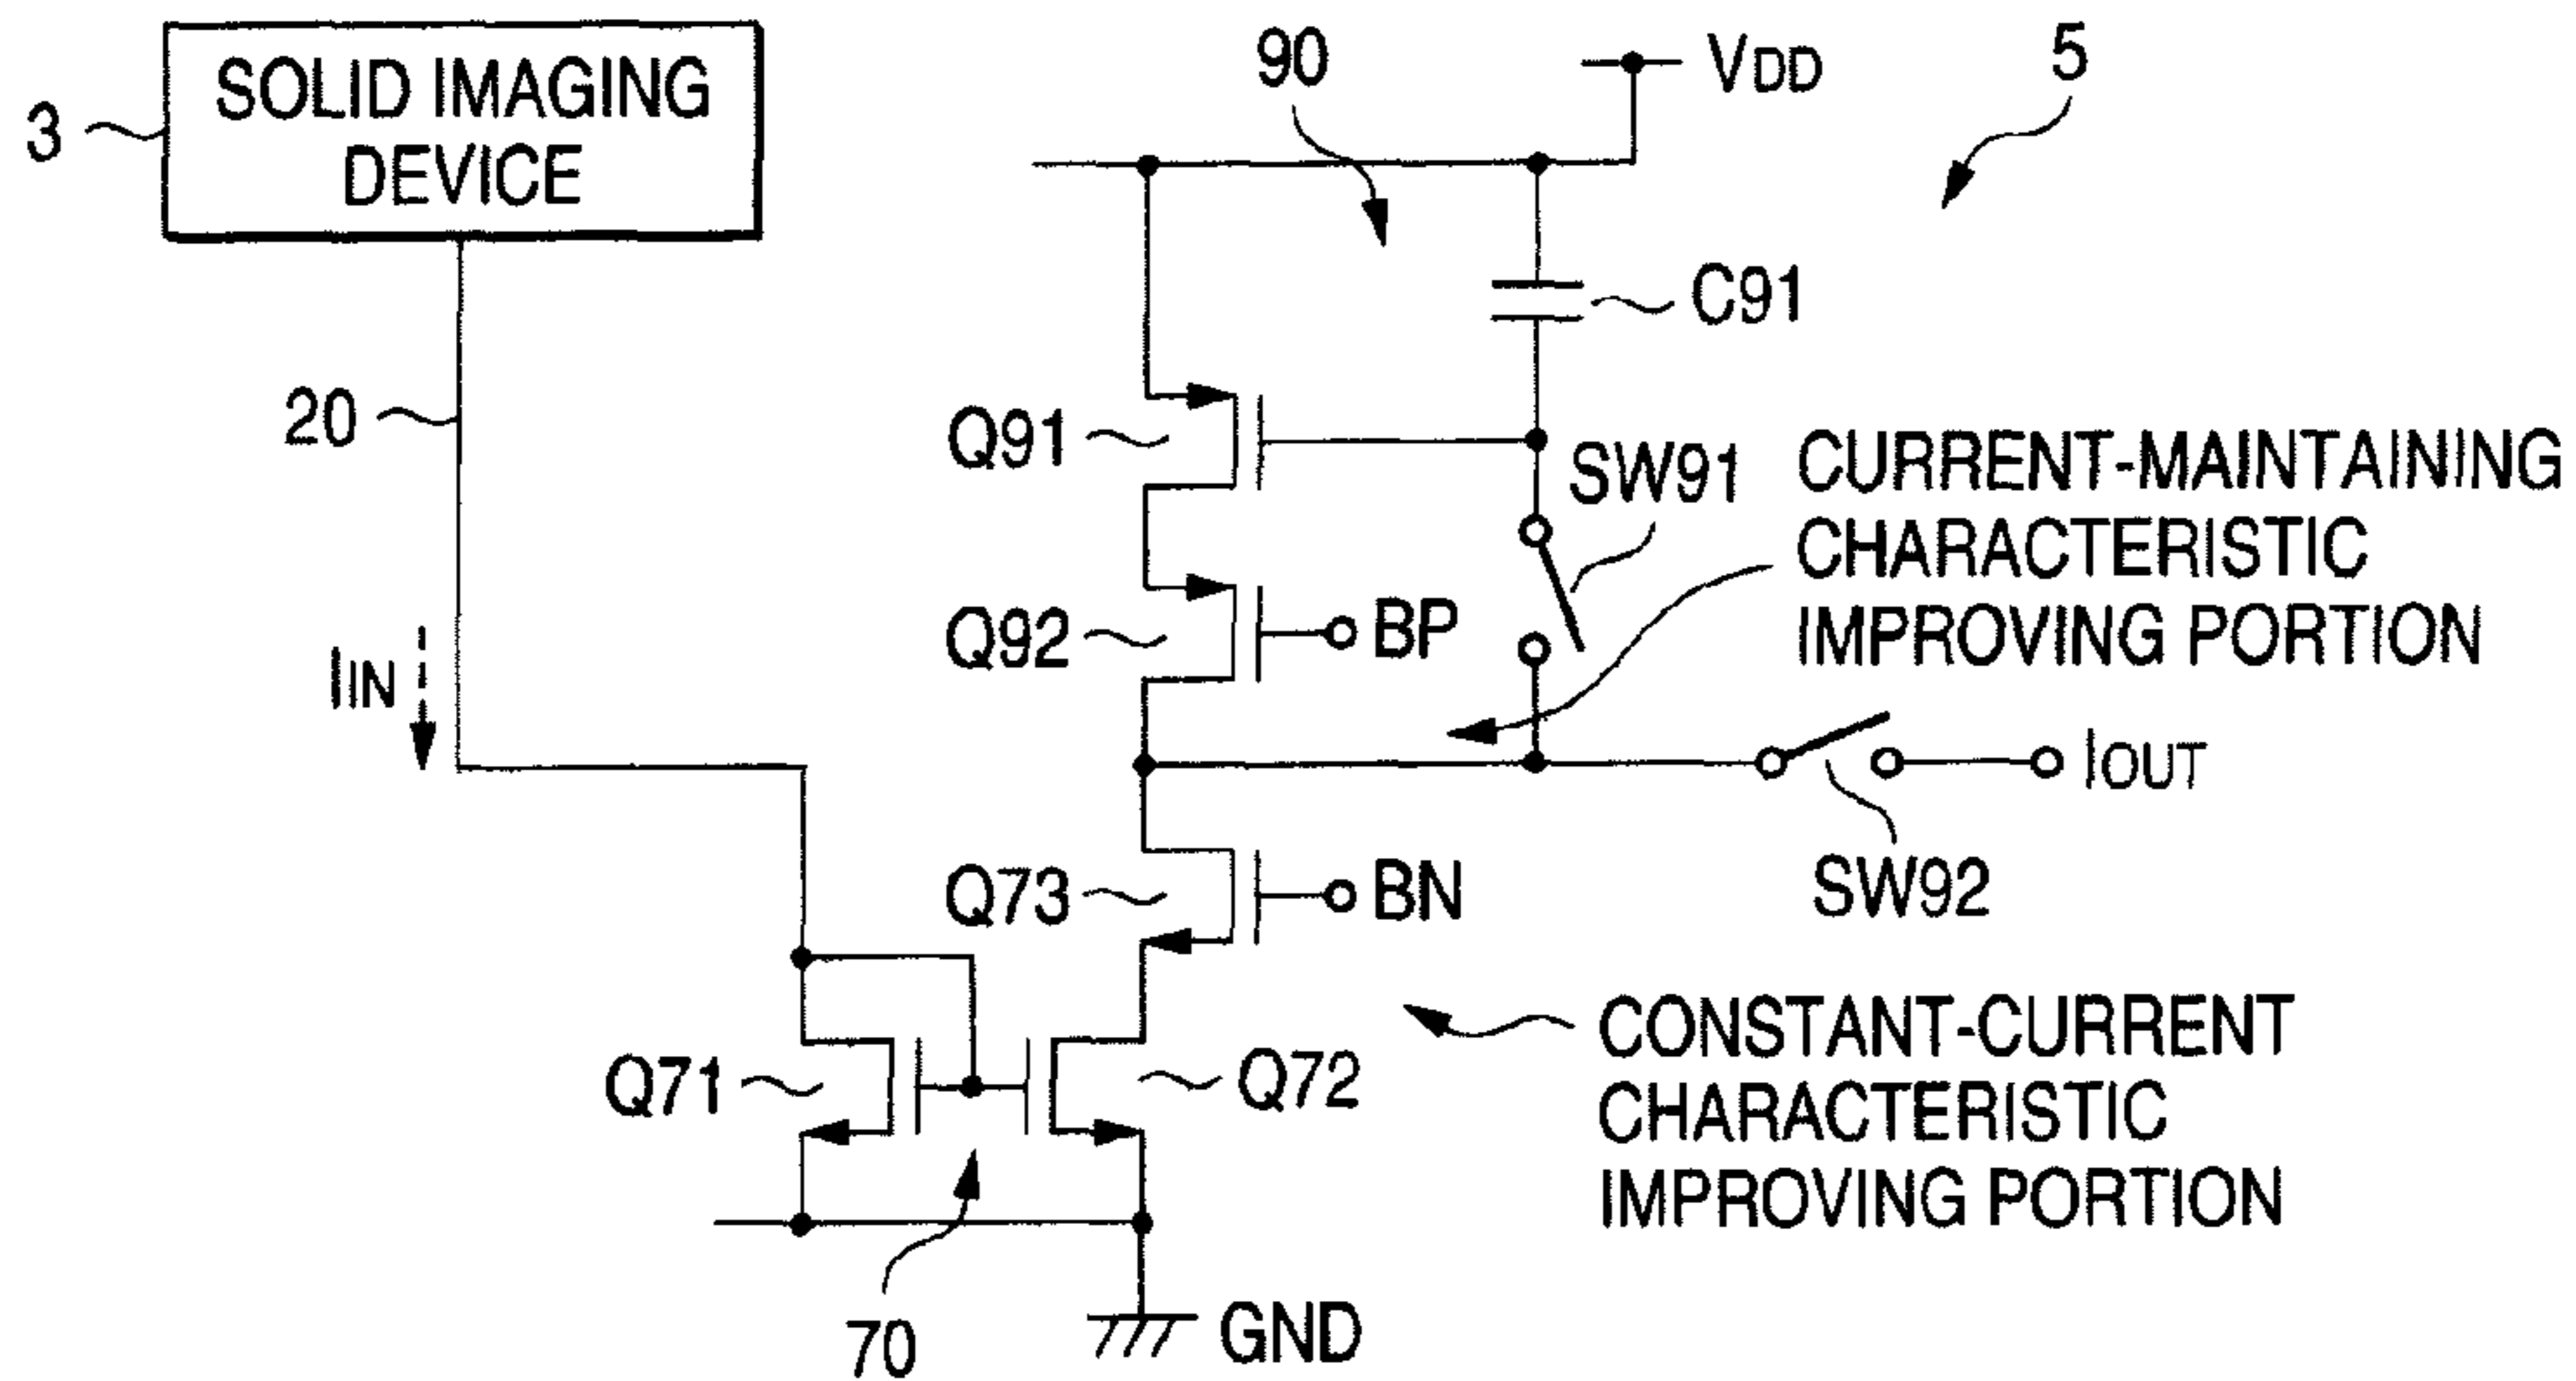 SOLID IMAGING
DEVICE
3
90
VDD
5
C91
20
Q91
SW91
CURRENT-MAINTAINING
CHARACTERISTIC
IMPROVING PORTION
Q92
BP
IIN
IOUT
SW92
Q73
BN
CONSTANT-CURRENT
CHARACTERISTIC
IMPROVING PORTION
Q71
Q72
70
GND